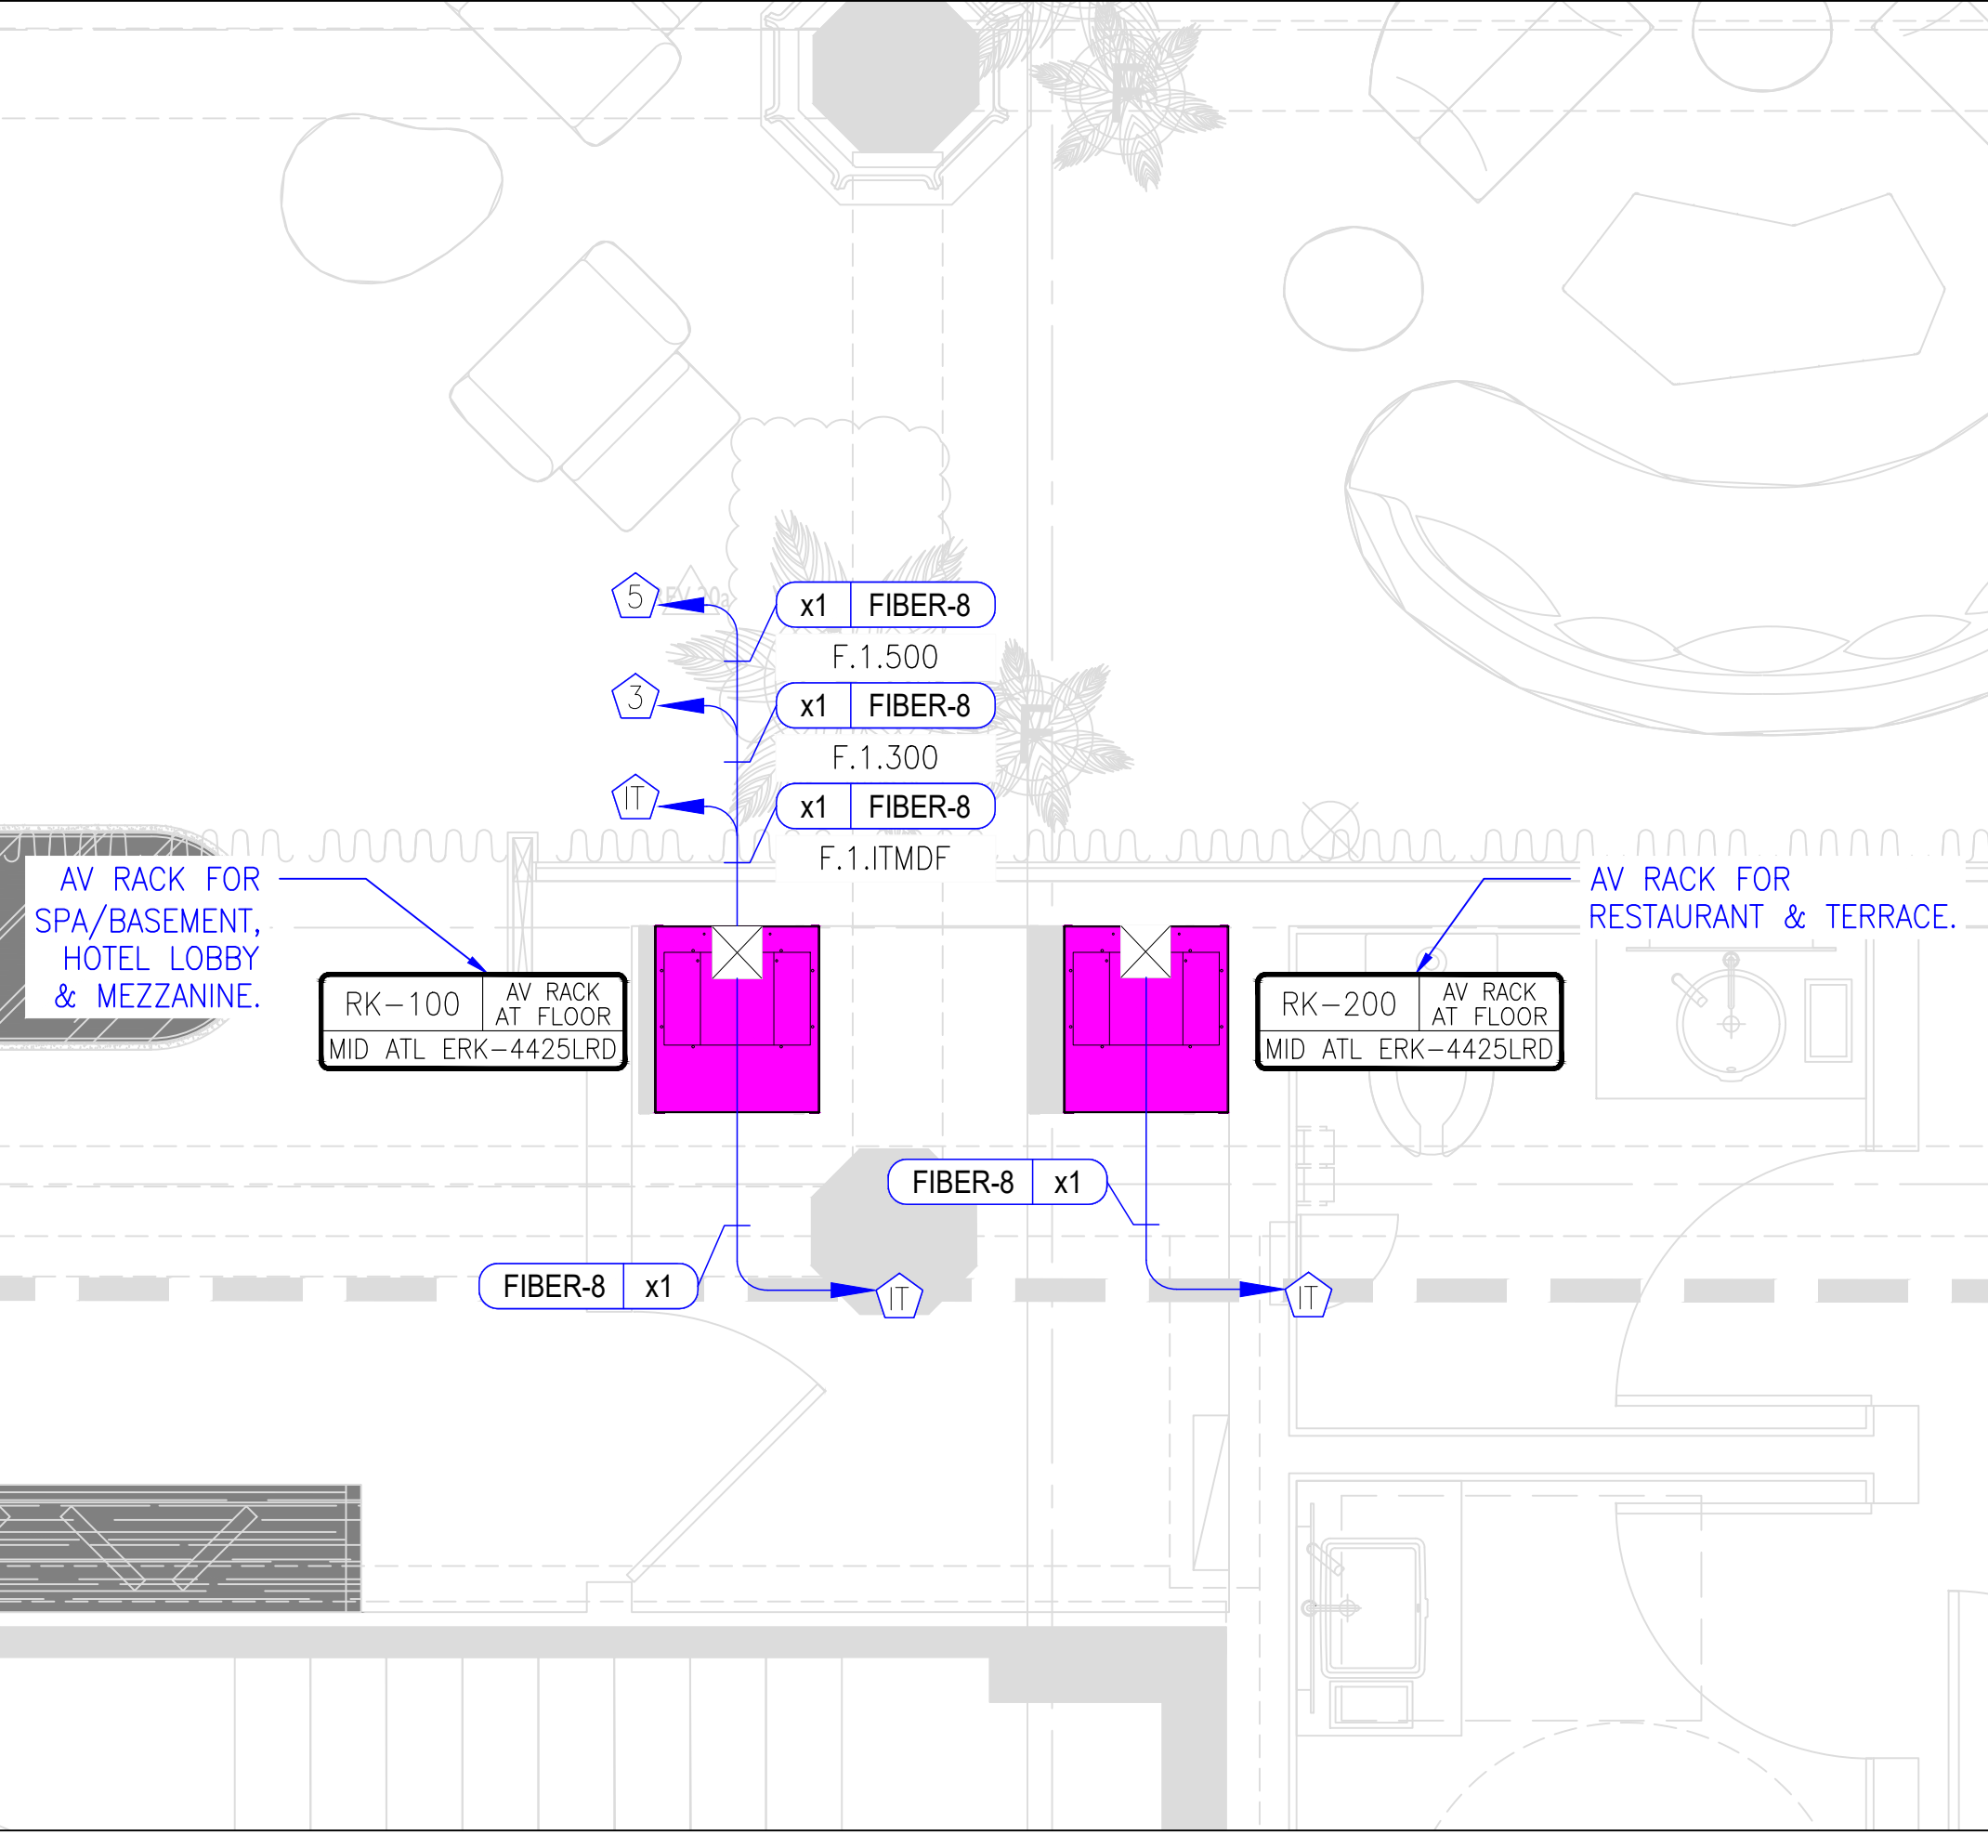 5
x1 FIBER-8
F.1.500
3
x1 FIBER-8
F.1.300
IT
x1 FIBER-8
F.1.ITMDF
AV RACK FOR
SPA/BASEMENT,
HOTEL LOBBY
& MEZZANINE.
AV RACK FOR
RESTAURANT & TERRACE.
RK-100
AV RACK
AT FLOOR
MID ATL ERK-4425LRD
RK-200
AV RACK
AT FLOOR
MID ATL ERK-4425LRD
FIBER-8 x1
IT
FIBER-8 x1
IT
F
F